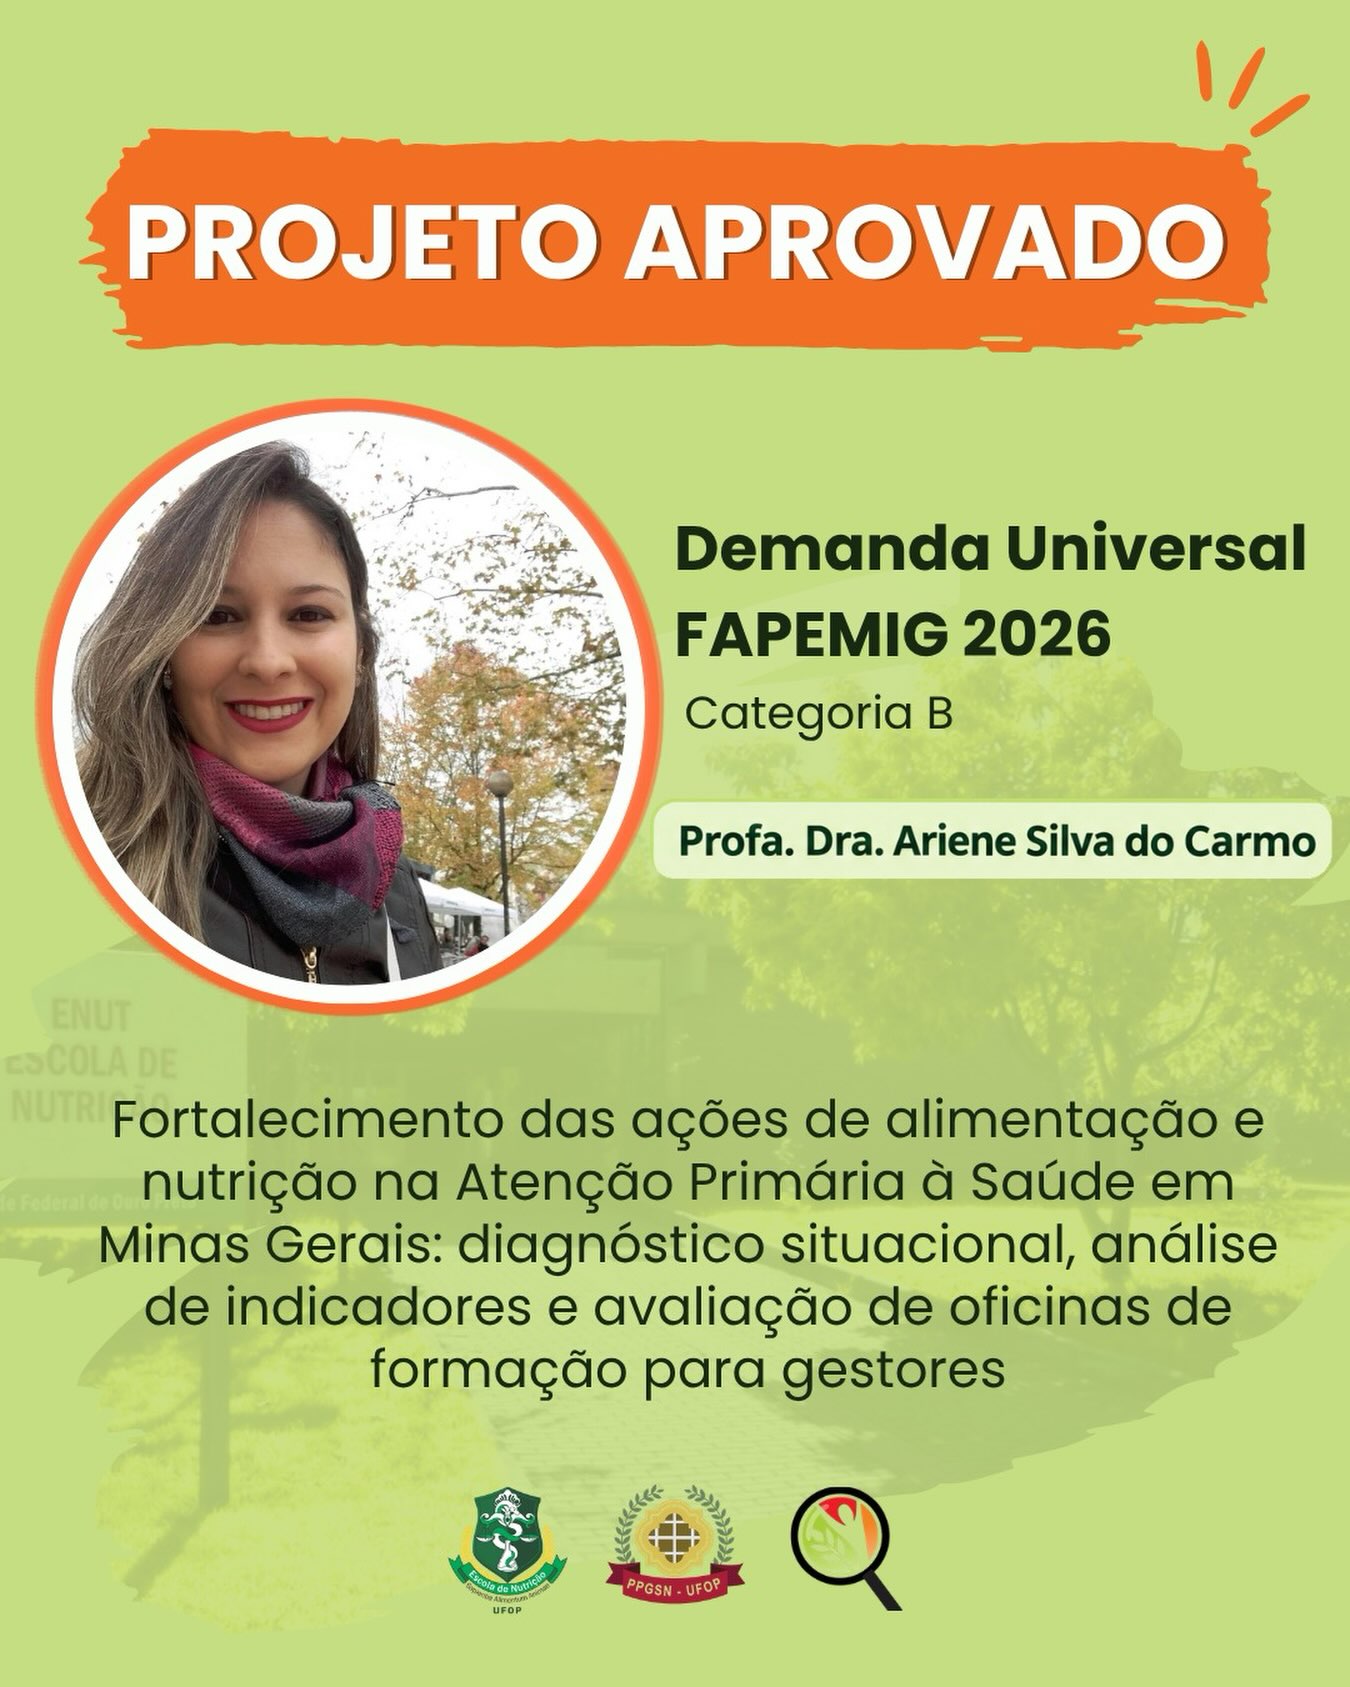 PROJETO APROVADO
Demanda Universal
FAPEMIG 2026
Categoria B
Profa. Dra. Ariene Silva do Carmo
ENUT
ESCOLA DE
NUTRIÇÃO
Fortalecimento das ações de alimentação e
nutrição na Atenção Primária à Saúde em
Minas Gerais: diagnóstico situacional, análise
de indicadores e avaliação de oficinas de
formação para gestores
Escola de Nutrição
UFOP
PPGSN - UFOP